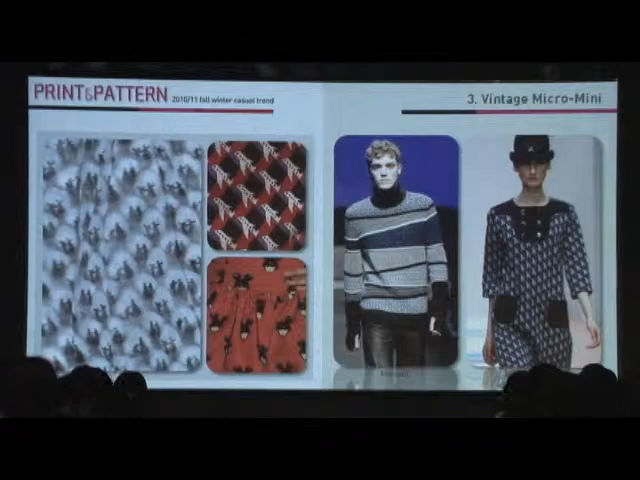 PRINT&PATTERN 2010/11 fall winter casual trend
3. Vintage Micro-Mini